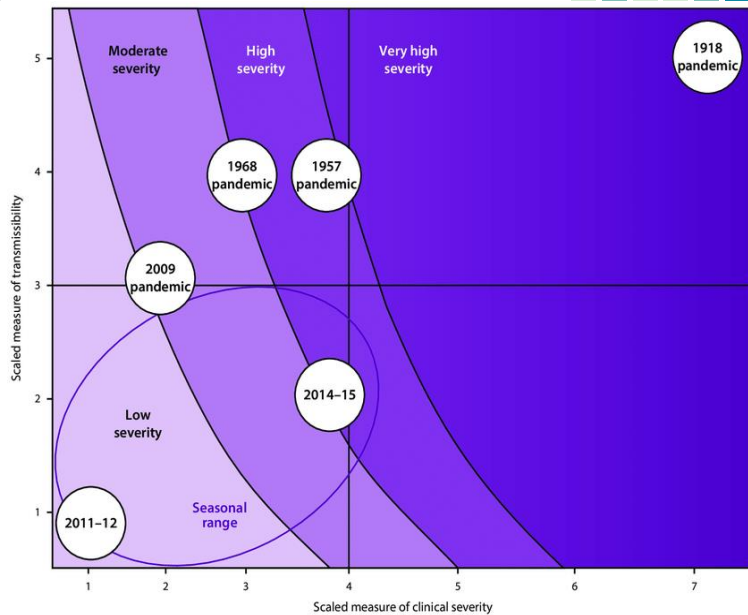 Moderate
severity
High
severity
Very high
severity
1918
pandemic
1968
pandemic
1957
pandemic
2009
pandemic
2014–15
Low
severity
Seasonal
range
2011–12
5
4
3
2
1
Scaled measure of transmissibility
1
2
3
4
5
6
7
Scaled measure of clinical severity